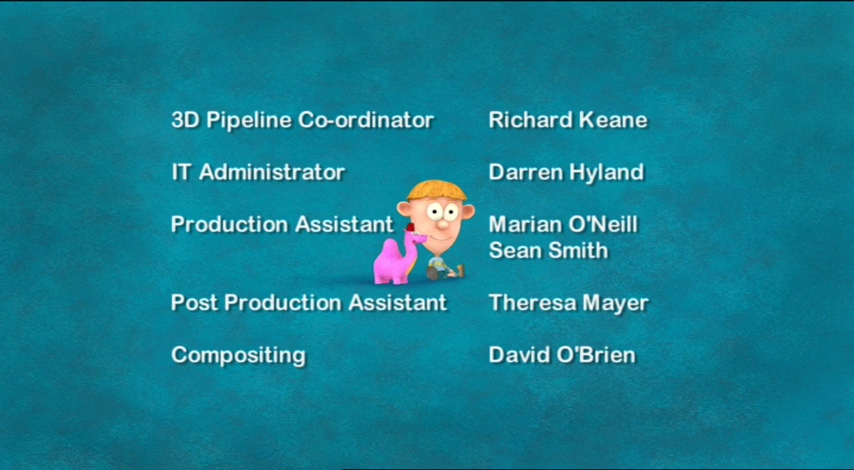 3D Pipeline Co-ordinator Richard Keane
IT Administrator Darren Hyland
Production Assistant Marian O'Neill
Sean Smith
Post Production Assistant Theresa Mayer
Compositing David O'Brien